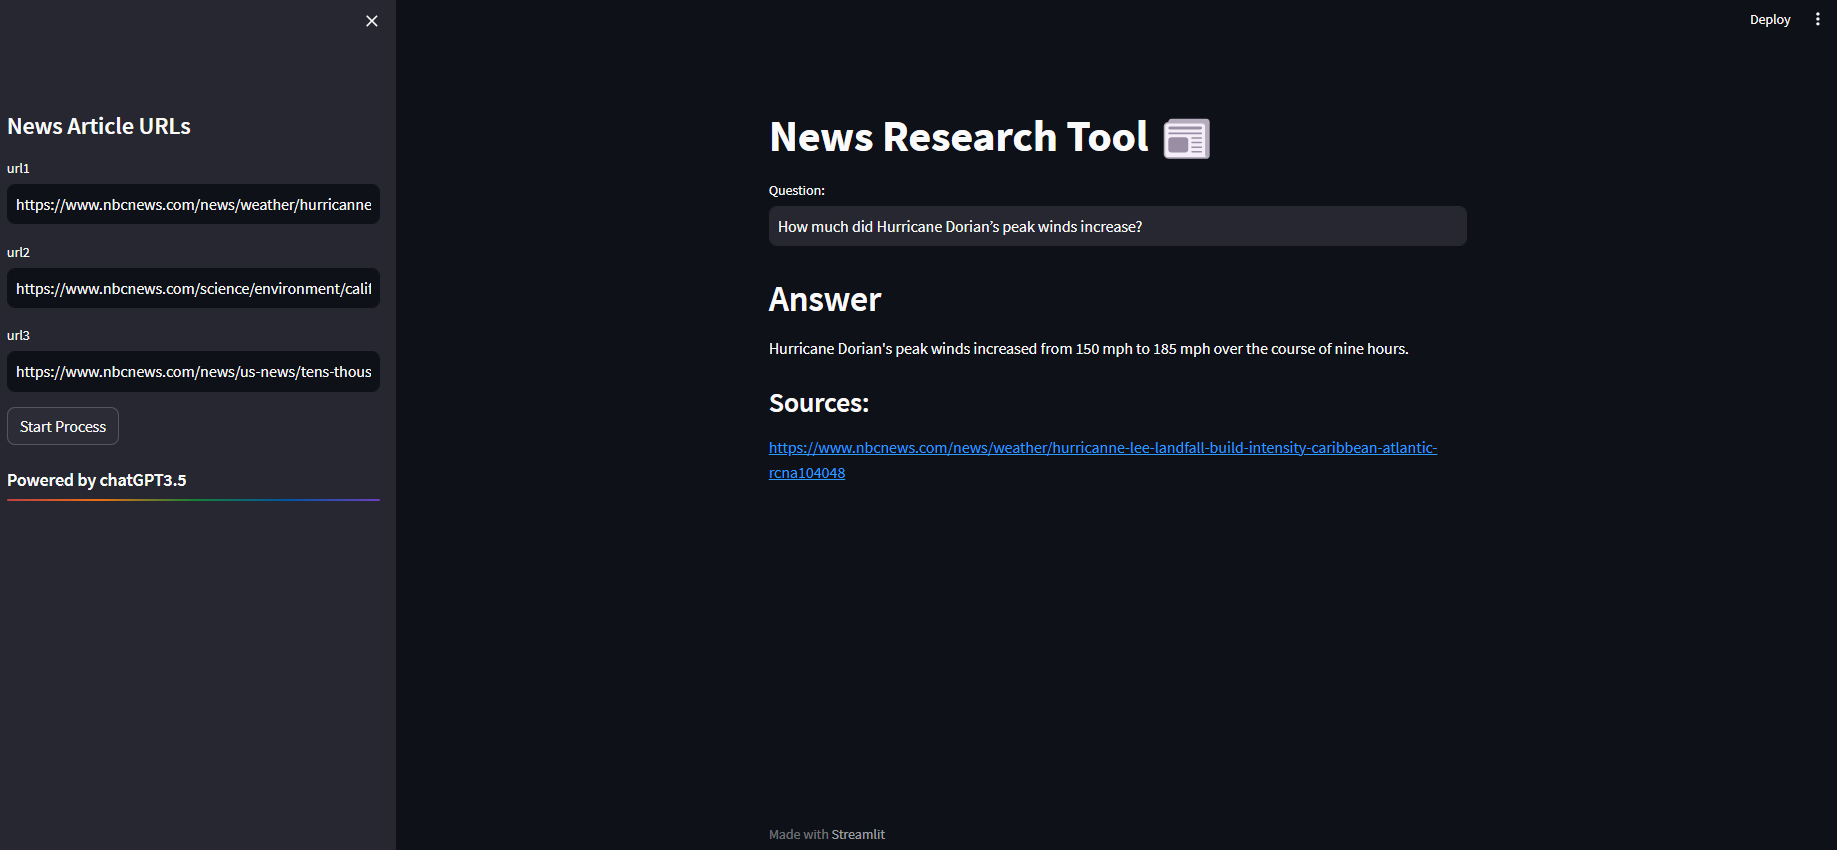 News Article URLs
url1
https://www.nbcnews.com/news/weather/hurricanne
url2
https://www.nbcnews.com/science/environment/calif
url3
https://www.nbcnews.com/news/us-news/tens-thous
Start Process
Powered by chatGPT3.5
Deploy
News Research Tool
Question:
How much did Hurricane Dorian’s peak winds increase?
Answer
Hurricane Dorian's peak winds increased from 150 mph to 185 mph over the course of nine hours.
Sources:
https://www.nbcnews.com/news/weather/hurricanne-lee-landfall-build-intensity-caribbean-atlantic-
rcna104048
Made with Streamlit